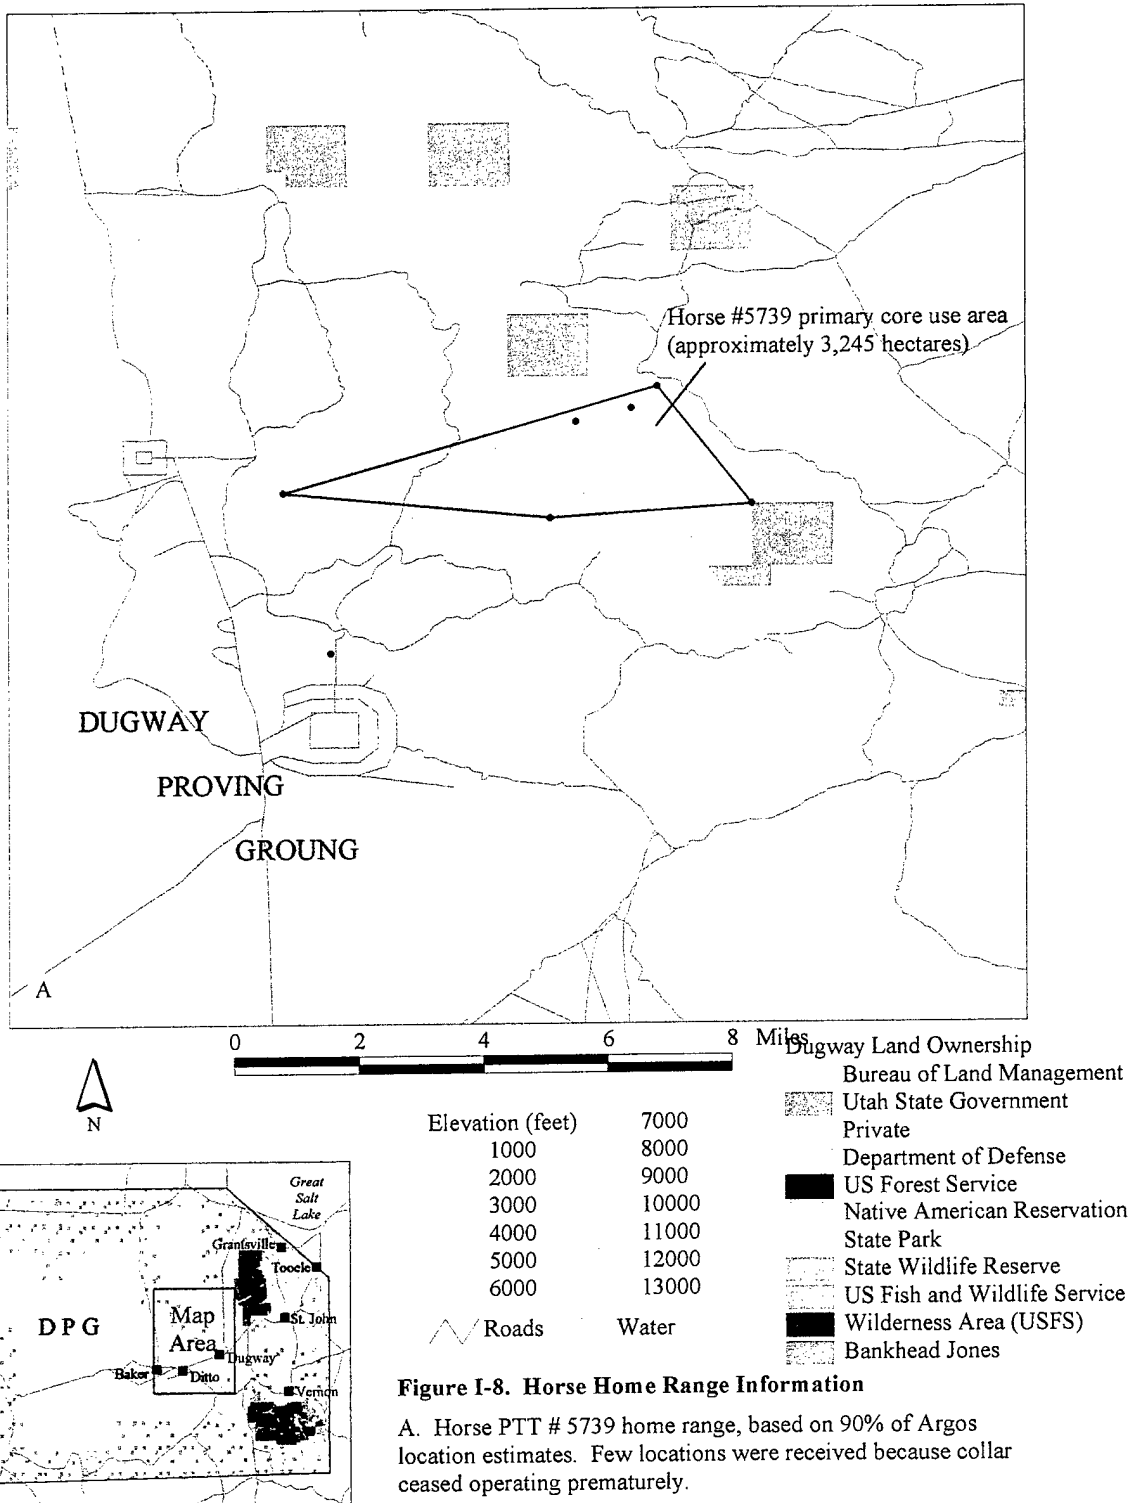 Horse #5739 primary core use area
(approximately 3,245 hectares)
DUGWAY
PROVING
GROUNG
A
0 2 4 6 8 Miles
N
Dugway Land Ownership
Bureau of Land Management
Utah State Government
Private
Department of Defense
US Forest Service
Native American Reservation
State Park
State Wildlife Reserve
US Fish and Wildlife Service
Wilderness Area (USFS)
Bankhead Jones
Elevation (feet) 7000
1000 8000
2000 9000
3000 10000
4000 11000
5000 12000
6000 13000
Roads Water
Great
Salt
Lake
Grantsville
Tooele
Map
Area
St. John
D P G
Dugway
Baker
Ditto
Vernon
Figure I-8. Horse Home Range Information
A. Horse PTT # 5739 home range, based on 90% of Argos
location estimates. Few locations were received because collar
ceased operating prematurely.